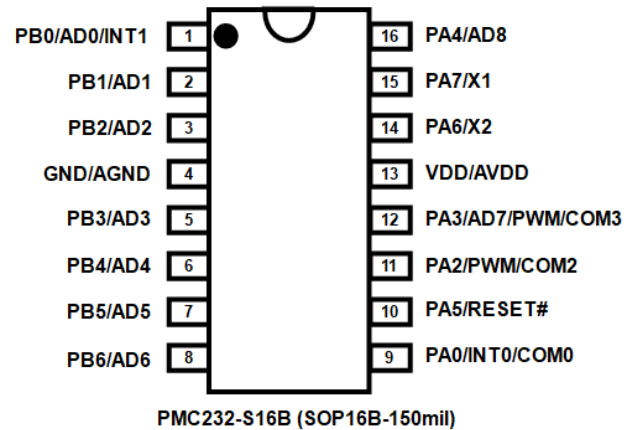 PB0/AD0/INT1 1 16 PA4/AD8
PB1/AD1 2 15 PA7/X1
PB2/AD2 3 14 PA6/X2
GND/AGND 4 13 VDD/AVDD
PB3/AD3 5 12 PA3/AD7/PWM/COM3
PB4/AD4 6 11 PA2/PWM/COM2
PB5/AD5 7 10 PA5/RESET#
PB6/AD6 8 9 PA0/INT0/COM0
PMC232-S16B (SOP16B-150mil)